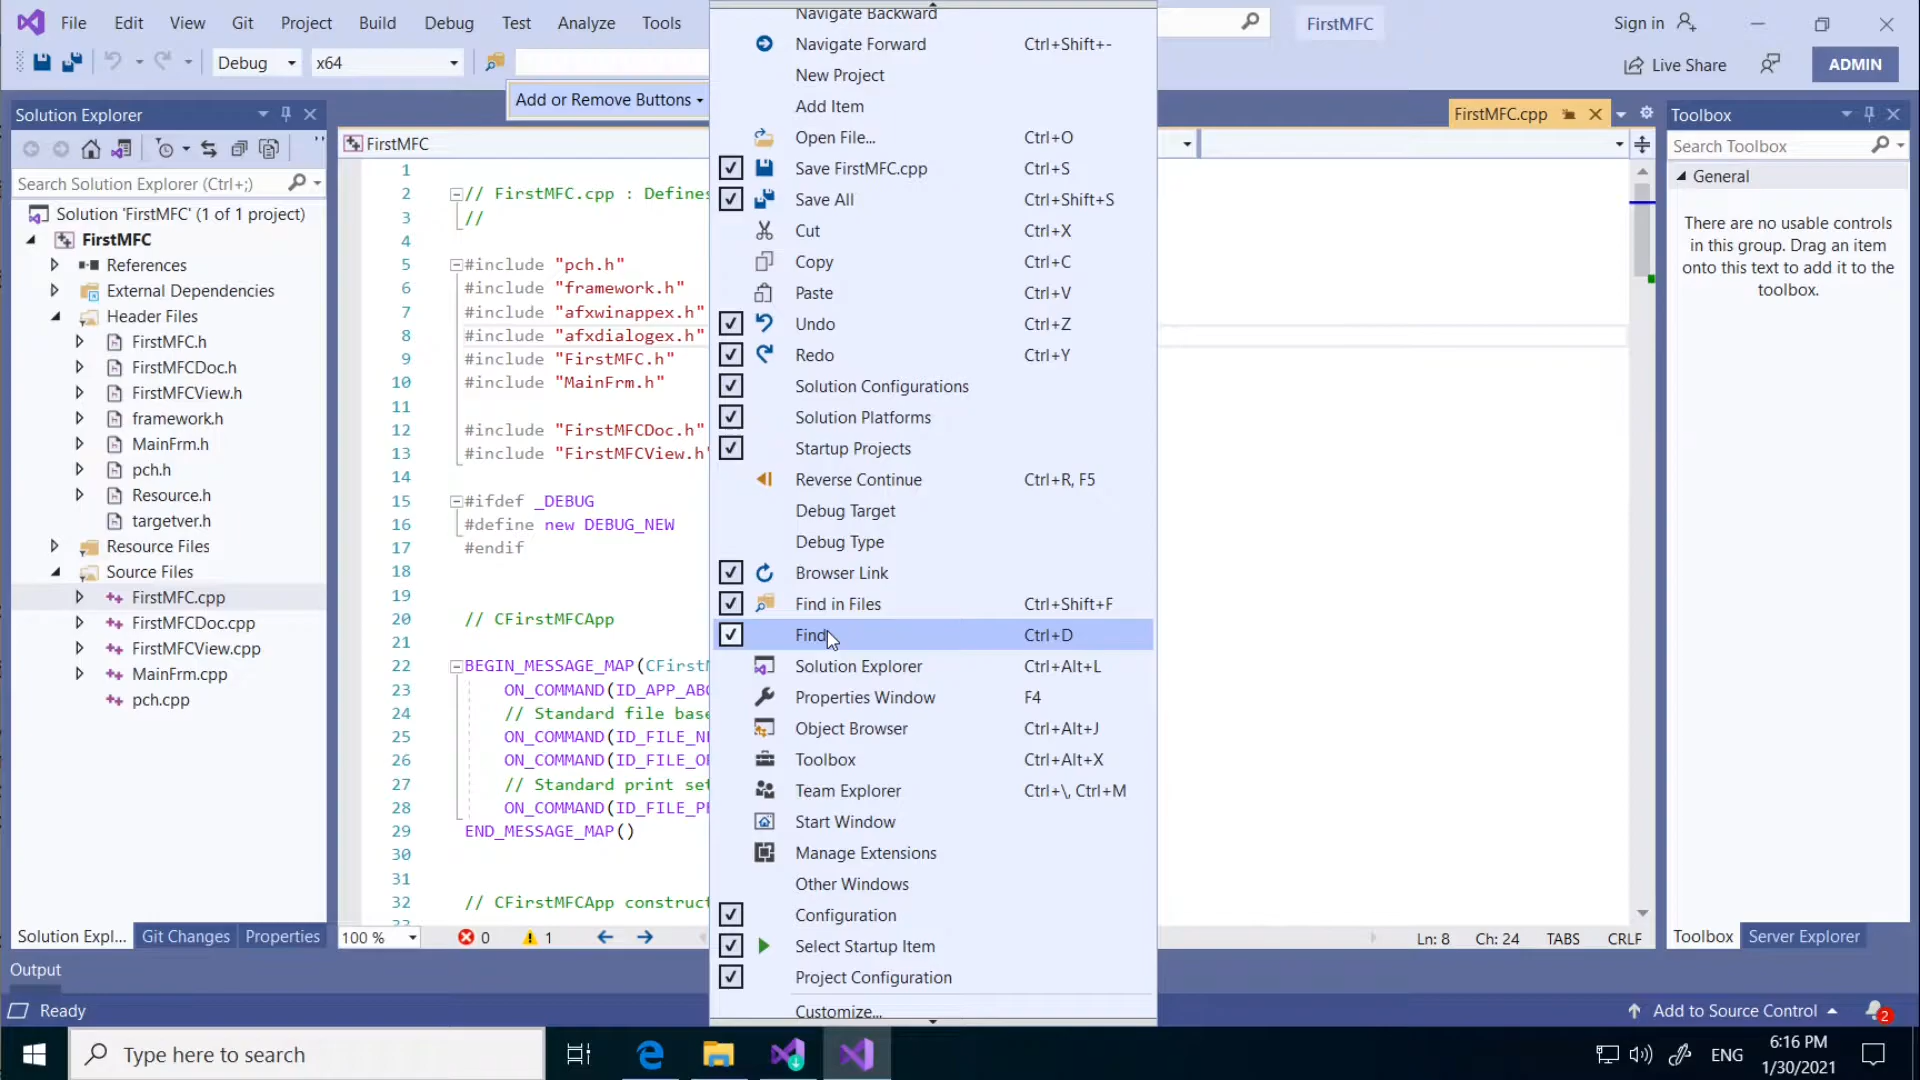 File Edit View Git Project Build Debug Test Analyze Tools
FirstMFC
Sign in
Debug
x64
Live Share
ADMIN
Add or Remove Buttons
Solution Explorer
Search Solution Explorer (Ctrl+;)
Solution 'FirstMFC' (1 of 1 project)
FirstMFC
References
External Dependencies
Header Files
FirstMFC.h
FirstMFCDoc.h
FirstMFCView.h
framework.h
MainFrm.h
pch.h
Resource.h
targetver.h
Resource Files
Source Files
FirstMFC.cpp
FirstMFCDoc.cpp
FirstMFCView.cpp
MainFrm.cpp
pch.cpp
Solution Expl... Git Changes Properties
FirstMFC.cpp
FirstMFC
1
2 // FirstMFC.cpp : Defines
3 //
4
5 #include "pch.h"
6 #include "framework.h"
7 #include "afxwinappex.h"
8 #include "afxdialogex.h"
9 #include "FirstMFC.h"
10 #include "MainFrm.h"
11
12 #include "FirstMFCDoc.h"
13 #include "FirstMFCView.h"
14
15 #ifdef _DEBUG
16 #define new DEBUG_NEW
17 #endif
18
19
20 // CFirstMFCApp
21
22 BEGIN_MESSAGE_MAP(CFirstM
23 ON_COMMAND(ID_APP_ABO
24 // Standard file base
25 ON_COMMAND(ID_FILE_NE
26 ON_COMMAND(ID_FILE_OP
27 // Standard print set
28 ON_COMMAND(ID_FILE_PR
29 END_MESSAGE_MAP()
30
31
32 // CFirstMFCApp construct
33
100 % 0 1
Ln: 8 Ch: 24 TABS CRLF
Navigate Backward
Navigate Forward Ctrl+Shift+-
New Project
Add Item
Open File... Ctrl+O
Save FirstMFC.cpp Ctrl+S
Save All Ctrl+Shift+S
Cut Ctrl+X
Copy Ctrl+C
Paste Ctrl+V
Undo Ctrl+Z
Redo Ctrl+Y
Solution Configurations
Solution Platforms
Startup Projects
Reverse Continue Ctrl+R, F5
Debug Target
Debug Type
Browser Link
Find in Files Ctrl+Shift+F
Find Ctrl+D
Solution Explorer Ctrl+Alt+L
Properties Window F4
Object Browser Ctrl+Alt+J
Toolbox Ctrl+Alt+X
Team Explorer Ctrl+\, Ctrl+M
Start Window
Manage Extensions
Other Windows
Configuration
Select Startup Item
Project Configuration
Customize...
Toolbox
Search Toolbox
General
There are no usable controls
in this group. Drag an item
onto this text to add it to the
toolbox.
Toolbox Server Explorer
Output
Ready
Add to Source Control
2
Type here to search
ENG
6:16 PM
1/30/2021